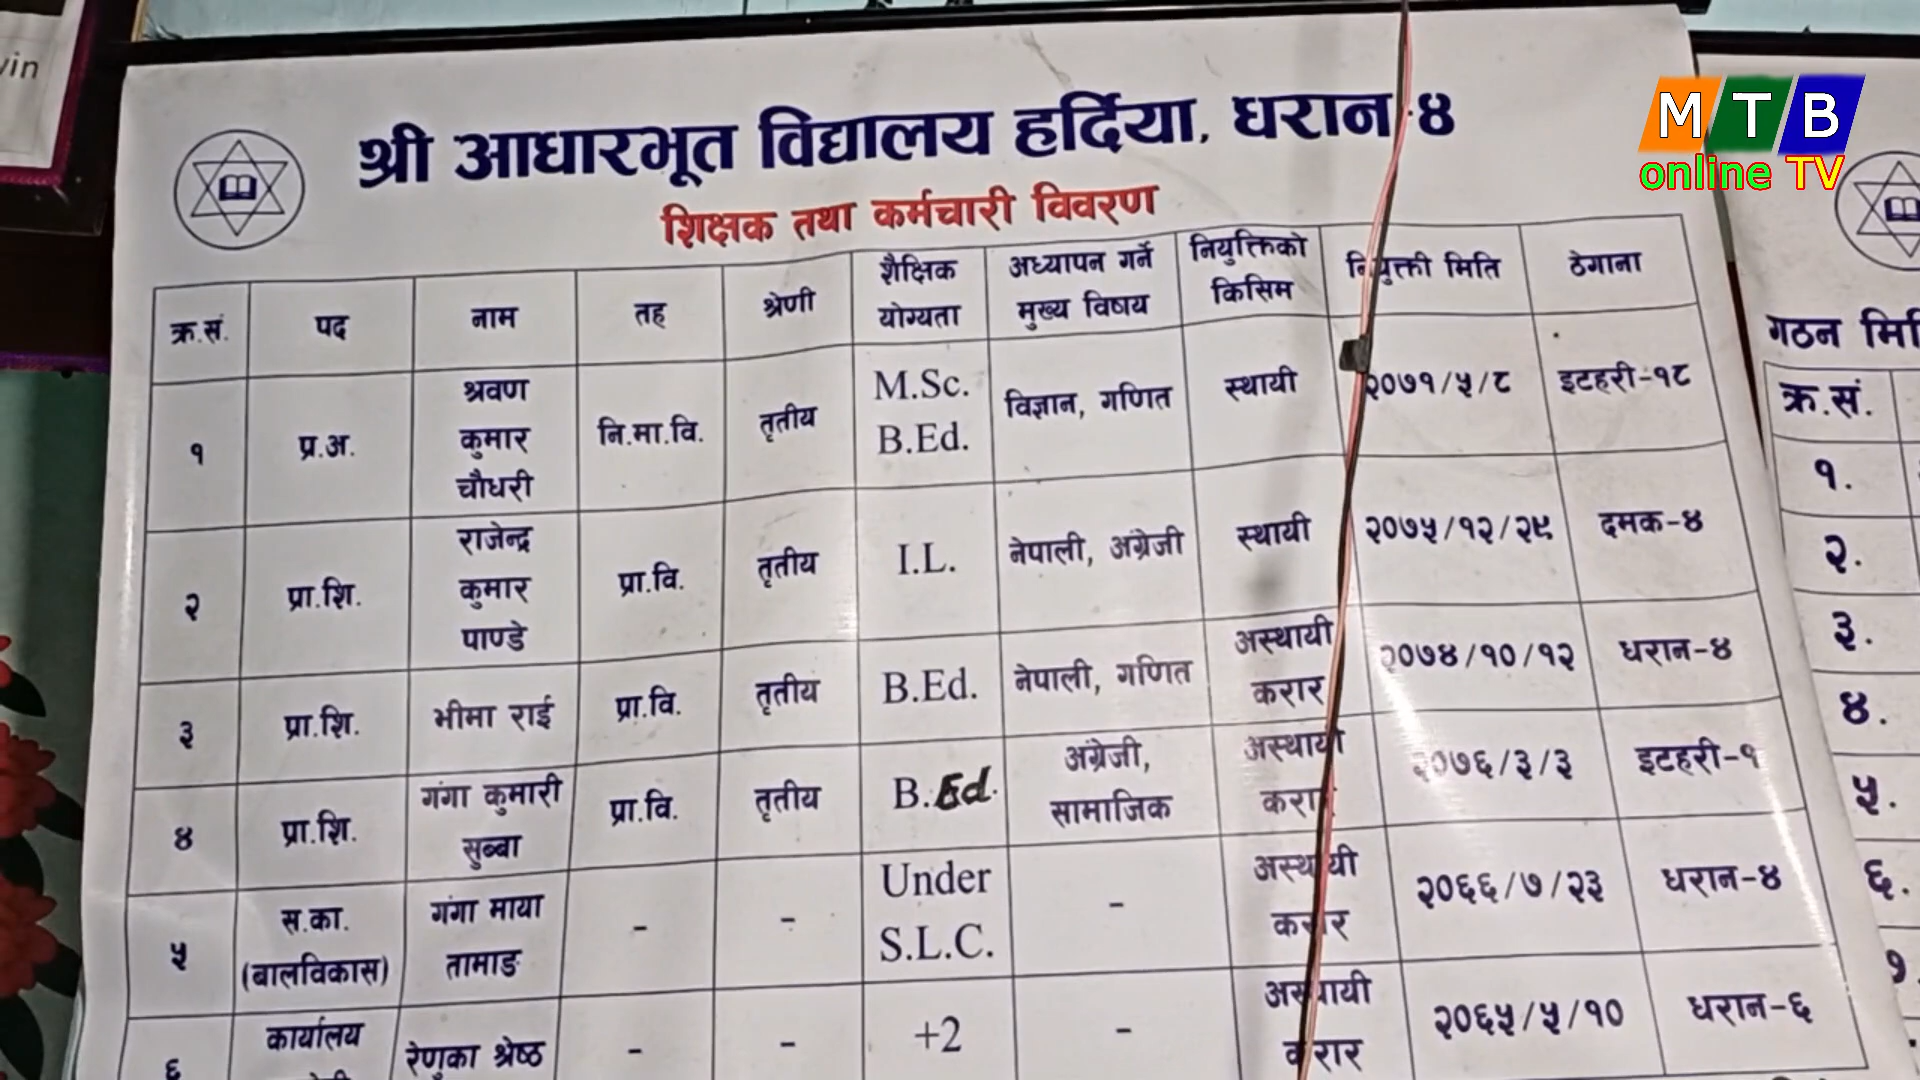 vin
MTB
online TV
श्री आधारभूत विद्यालय हर्दिया, धरान-४
शिक्षक तथा कर्मचारी विवरण
क्र.सं. पद नाम तह श्रेणी शैक्षिक योग्यता अध्यापन गर्ने मुख्य विषय नियुक्तिको किसिम नियुक्ती मिति ठेगाना
१ प्र.अ. श्रवण कुमार चौधरी नि.मा.वि. तृतीय M.Sc. B.Ed. विज्ञान, गणित स्थायी २०७१/५/८ इटहरी-१८
२ प्रा.शि. राजेन्द्र कुमार पाण्डे प्रा.वि. तृतीय I.L. नेपाली, अंग्रेजी स्थायी २०७५/१२/२९ दमक-४
३ प्रा.शि. भीमा राई प्रा.वि. तृतीय B.Ed. नेपाली, गणित अस्थायी करार २०७४/१०/१२ धरान-४
४ प्रा.शि. गंगा कुमारी सुब्बा प्रा.वि. तृतीय B.Ed. अंग्रेजी, सामाजिक अस्थायी करार २०७६/३/३ इटहरी-१
५ स.का. (बालविकास) गंगा माया तामाङ - - Under S.L.C. - अस्थायी करार २०६६/७/२३ धरान-४
६ कार्यालय रेणुका श्रेष्ठ - - +2 - अस्थायी करार २०६५/५/१० धरान-६
गठन मिति
क्र.सं.
१.
२.
३.
४.
५.
६.